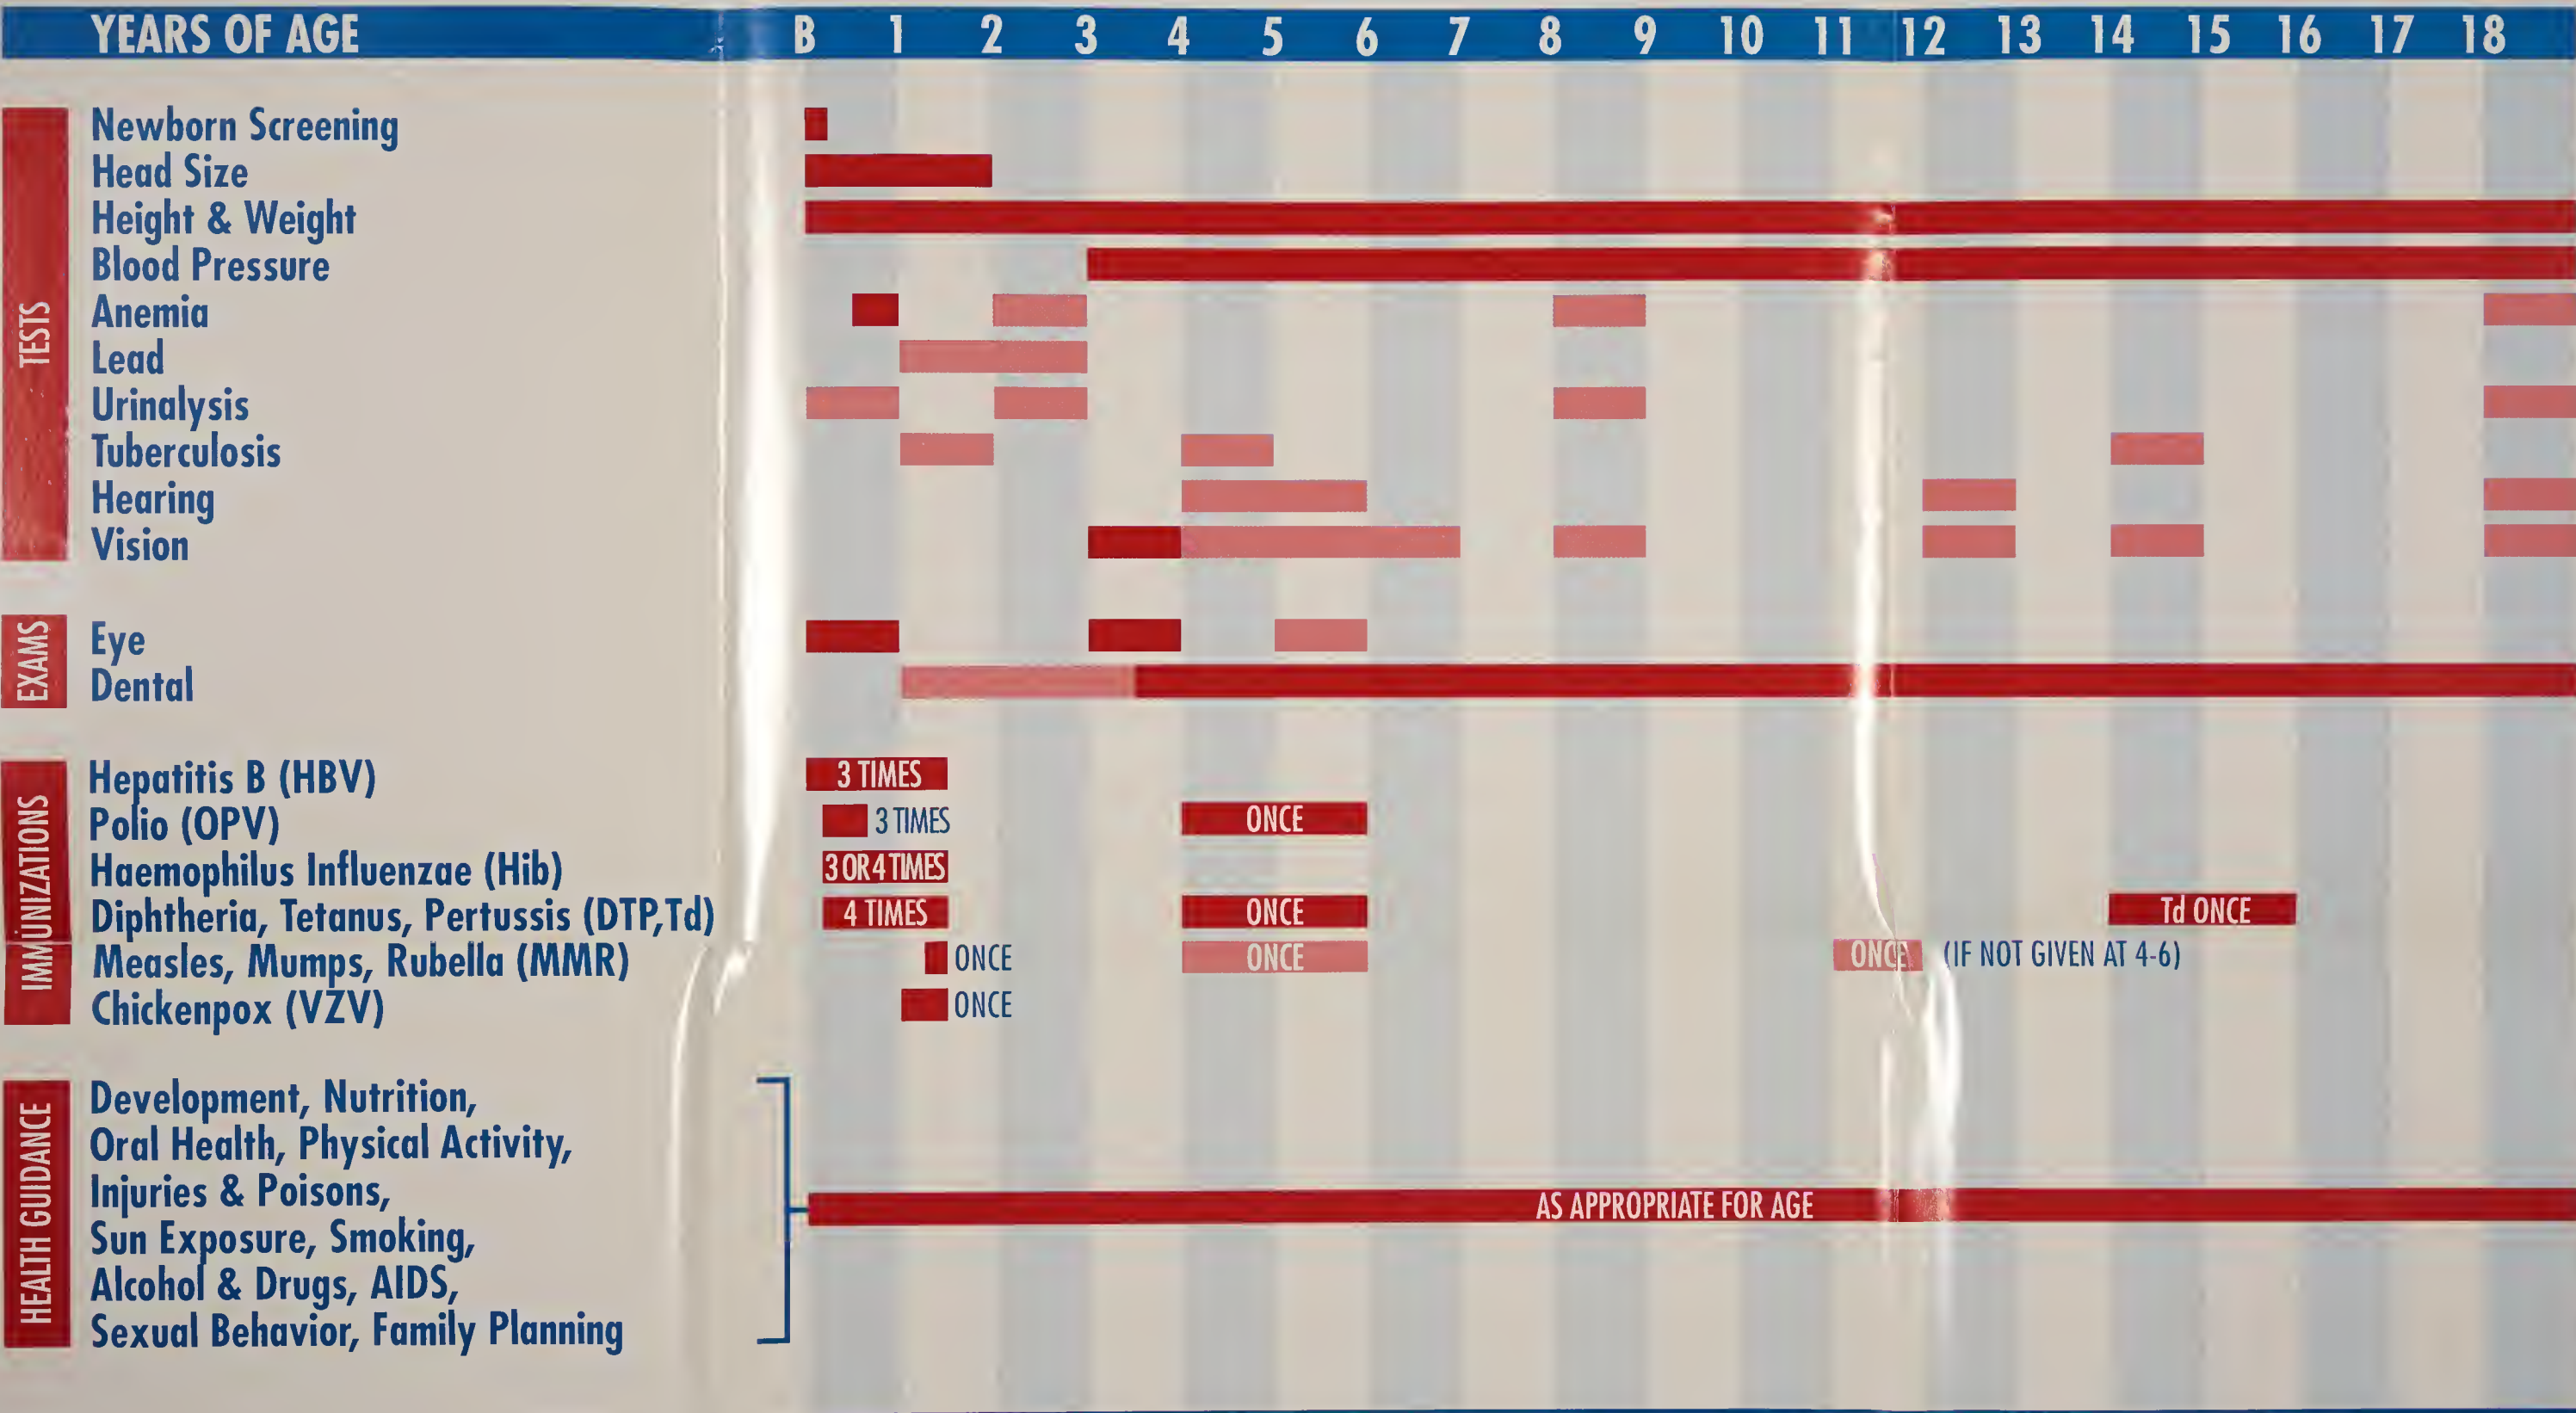 YEARS OF AGE B 1 2 3 4 5 6 7 8 9 10 11 12 13 14 15 16 17 18
TESTS
Newborn Screening
Head Size
Height & Weight
Blood Pressure
Anemia
Lead
Urinalysis
Tuberculosis
Hearing
Vision
EXAMS
Eye
Dental
IMMUNIZATIONS
Hepatitis B (HBV) 3 TIMES
Polio (OPV) 3 TIMES ONCE
Haemophilus Influenzae (Hib) 3 OR 4 TIMES
Diphtheria, Tetanus, Pertussis (DTP,Td) 4 TIMES ONCE Td ONCE
Measles, Mumps, Rubella (MMR) ONCE ONCE ONCE (IF NOT GIVEN AT 4-6)
Chickenpox (VZV) ONCE
HEALTH GUIDANCE
Development, Nutrition,
Oral Health, Physical Activity,
Injuries & Poisons,
AS APPROPRIATE FOR AGE
Sun Exposure, Smoking,
Alcohol & Drugs, AIDS,
Sexual Behavior, Family Planning